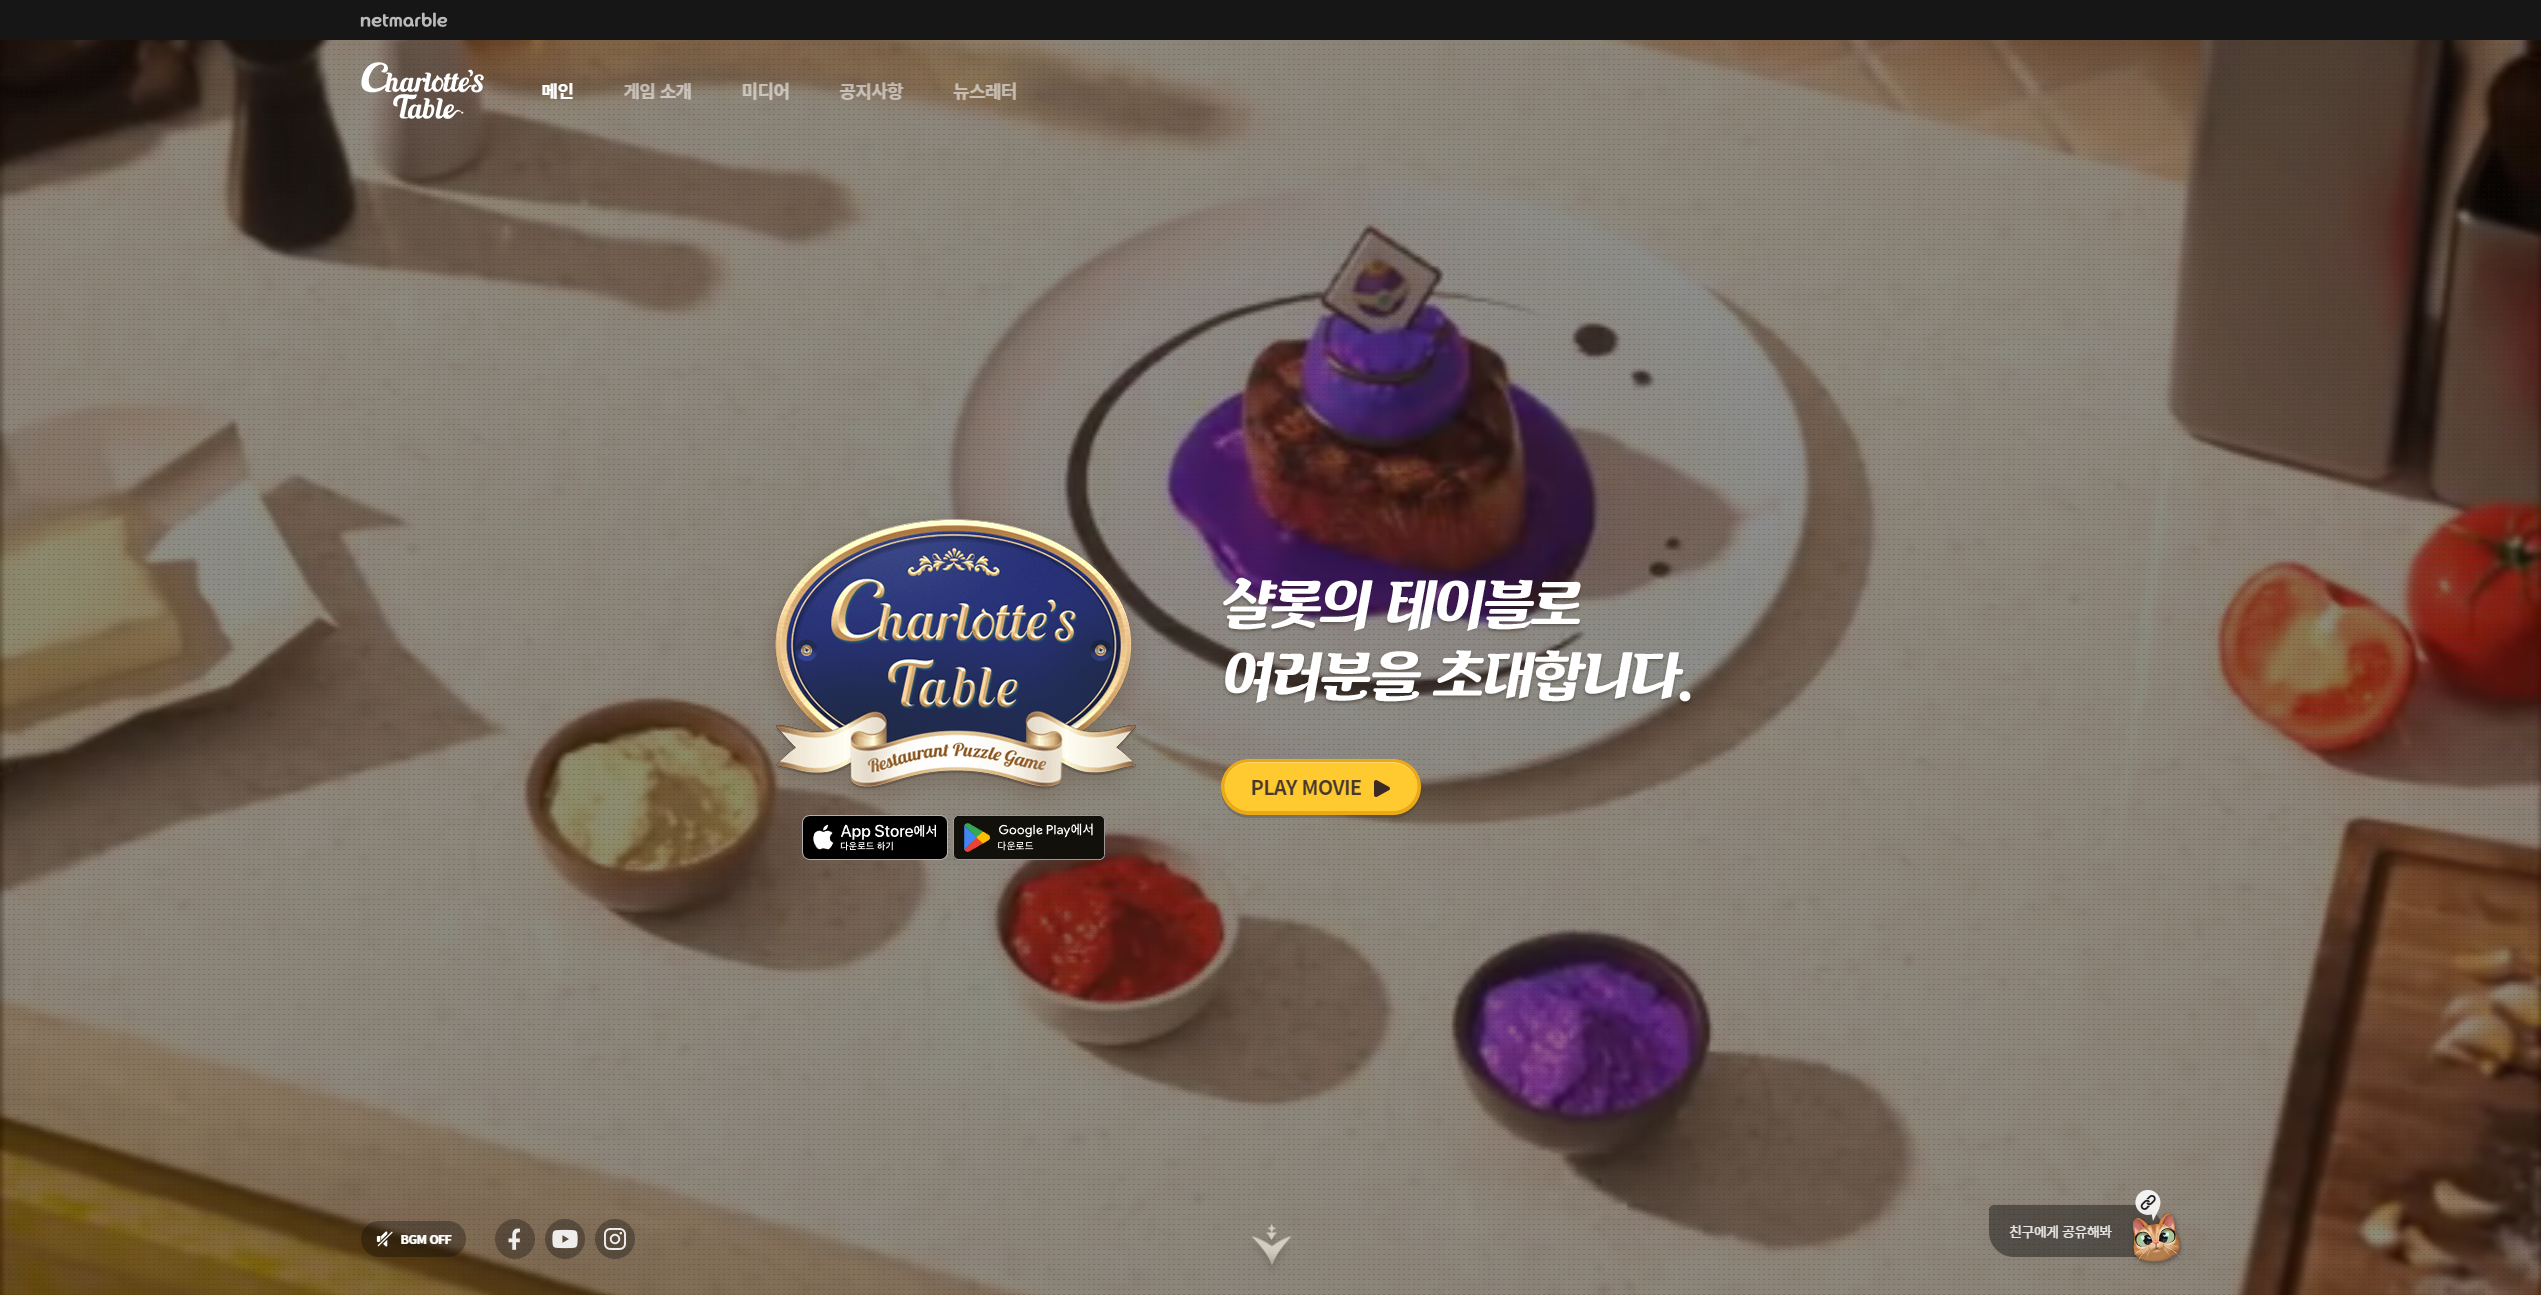 netmarble
Charlotte's
Table
메인
게임 소개
미디어
공지사항
뉴스레터
Charlotte's
Table
Restaurant Puzzle Game
App Store에서
다운로드 하기
Google Play에서
다운로드
샬롯의 테이블로
여러분을 초대합니다.
PLAY MOVIE
BGM OFF
친구에게 공유해봐